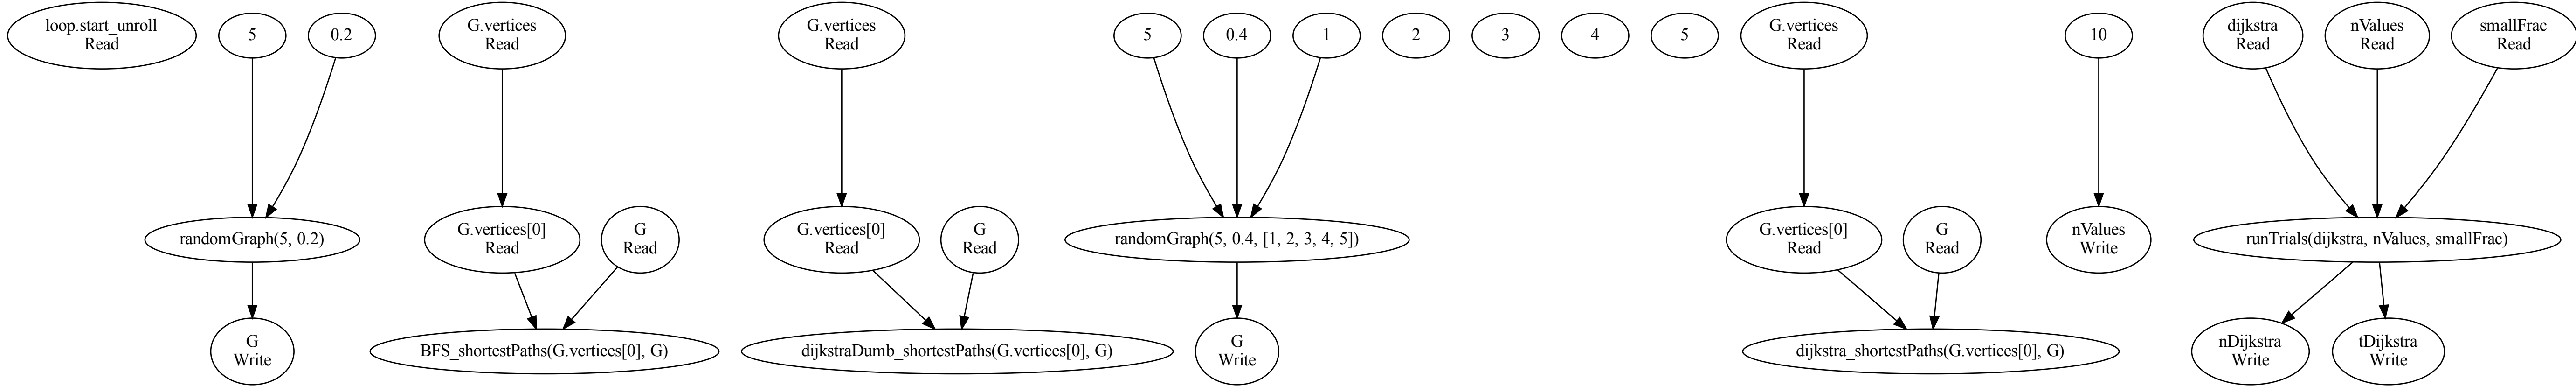 loop.start_unroll
Read
5
0.2
G.vertices
Read
G.vertices
Read
5
0.4
1
2
3
4
5
G.vertices
Read
10
dijkstra
Read
nValues
Read
smallFrac
Read
randomGraph(5, 0.2)
G.vertices[0]
Read
G
Read
G.vertices[0]
Read
G
Read
randomGraph(5, 0.4, [1, 2, 3, 4, 5])
G.vertices[0]
Read
G
Read
nValues
Write
runTrials(dijkstra, nValues, smallFrac)
G
Write
BFS_shortestPaths(G.vertices[0], G)
dijkstraDumb_shortestPaths(G.vertices[0], G)
G
Write
dijkstra_shortestPaths(G.vertices[0], G)
nDijkstra
Write
tDijkstra
Write